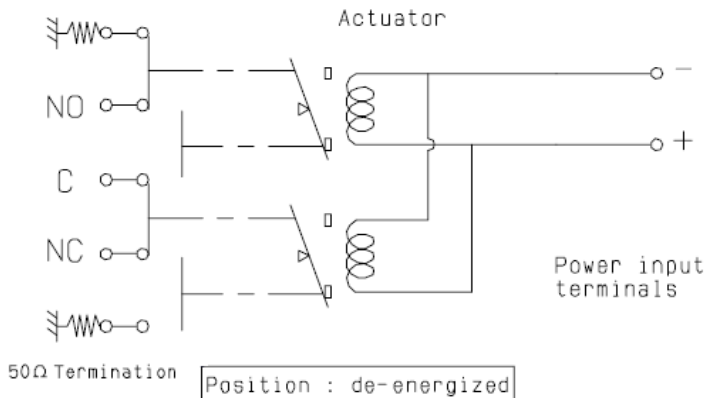 Actuator
NO
−
+
C
NC
Power input
terminals
50Ω Termination
Position : de-energized